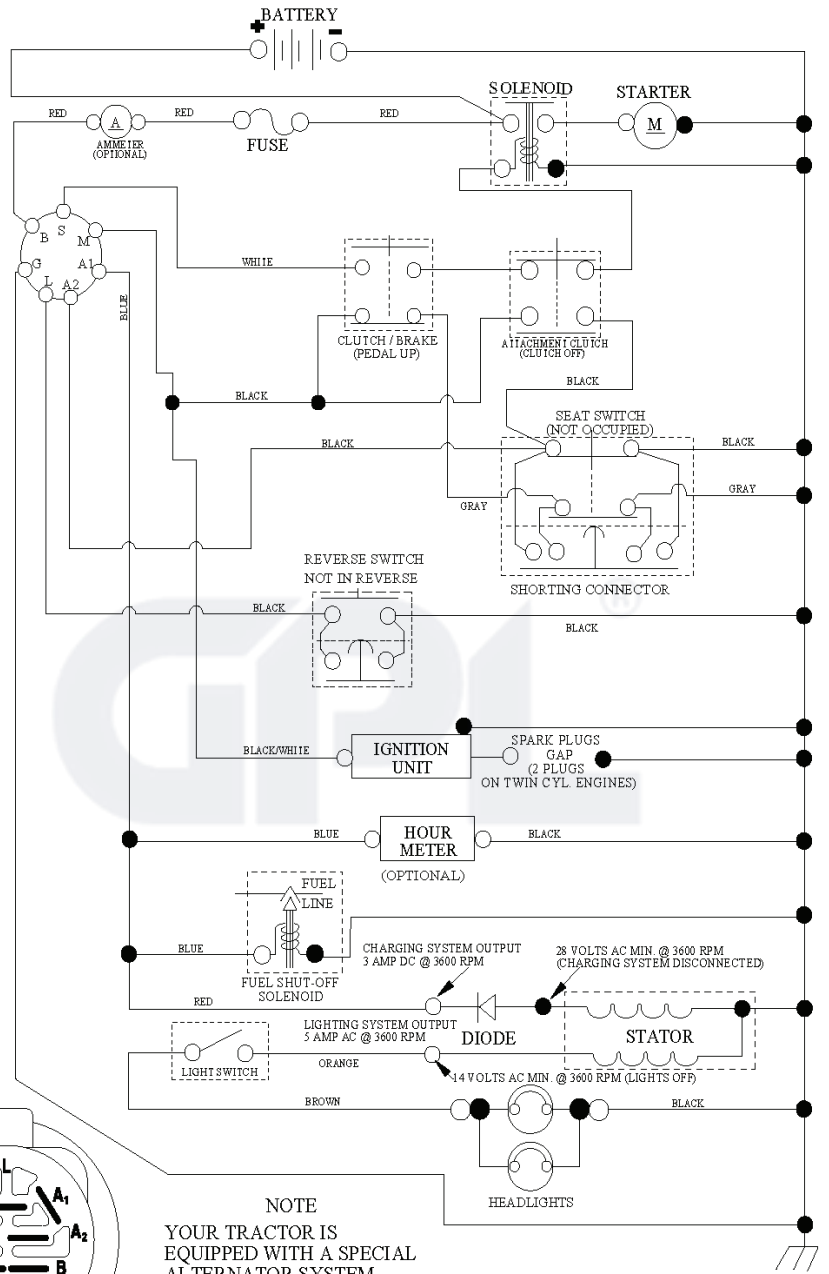 BATTERY
+ -
SOLENOID
STARTER
RED
A
RED
RED
M
AMMETER
(OPTIONAL)
FUSE
B
S
M
G
A1
L
A2
BLUE
WHITE
CLUTCH / BRAKE
(PEDAL UP)
ATTACHMENT CLUTCH
(CLUTCH OFF)
BLACK
BLACK
SEAT SWITCH
(NOT OCCUPIED)
BLACK
BLACK
GRAY
GRAY
REVERSE SWITCH
NOT IN REVERSE
SHORTING CONNECTOR
BLACK
BLACK
GPL ®
BLACK/WHITE
IGNITION
UNIT
SPARK PLUGS
GAP
(2 PLUGS
ON TWIN CYL. ENGINES)
BLUE
HOUR
METER
BLACK
(OPTIONAL)
FUEL
LINE
BLUE
FUEL SHUT-OFF
SOLENOID
CHARGING SYSTEM OUTPUT
3 AMP DC @ 3600 RPM
28 VOLTS AC MIN. @ 3600 RPM
(CHARGING SYSTEM DISCONNECTED)
RED
LIGHTING SYSTEM OUTPUT
5 AMP AC @ 3600 RPM
DIODE
STATOR
LIGHT SWITCH
ORANGE
14 VOLTS AC MIN. @ 3600 RPM (LIGHTS OFF)
BROWN
BLACK
HEADLIGHTS
L
A1
A2
B
NOTE
YOUR TRACTOR IS
EQUIPPED WITH A SPECIAL
ALTERNATOR SYSTEM